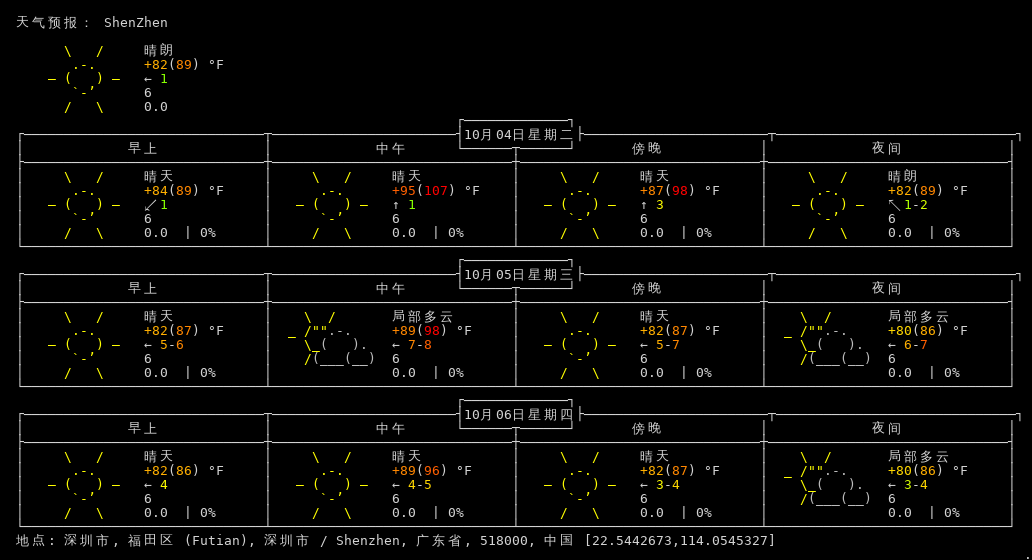 天气预报： ShenZhen
晴朗
+82(89) °F
← 1
6
0.0
10月04日星期二
早上 中午 傍晚 夜间
晴天 晴天 晴天 晴朗
+84(89) °F +95(107) °F +87(98) °F +82(89) °F
↙ 1 ↑ 1 ↑ 3 ↖ 1-2
6 6 6 6
0.0 | 0% 0.0 | 0% 0.0 | 0% 0.0 | 0%
10月05日星期三
早上 中午 傍晚 夜间
晴天 局部多云 晴天 局部多云
+82(87) °F +89(98) °F +82(87) °F +80(86) °F
← 5-6 ← 7-8 ← 5-7 ← 6-7
6 6 6 6
0.0 | 0% 0.0 | 0% 0.0 | 0% 0.0 | 0%
10月06日星期四
早上 中午 傍晚 夜间
晴天 晴天 晴天 局部多云
+82(86) °F +89(96) °F +82(87) °F +80(86) °F
← 4 ← 4-5 ← 3-4 ← 3-4
6 6 6 6
0.0 | 0% 0.0 | 0% 0.0 | 0% 0.0 | 0%
地点: 深圳市, 福田区 (Futian), 深圳市 / Shenzhen, 广东省, 518000, 中国 [22.5442673,114.0545327]